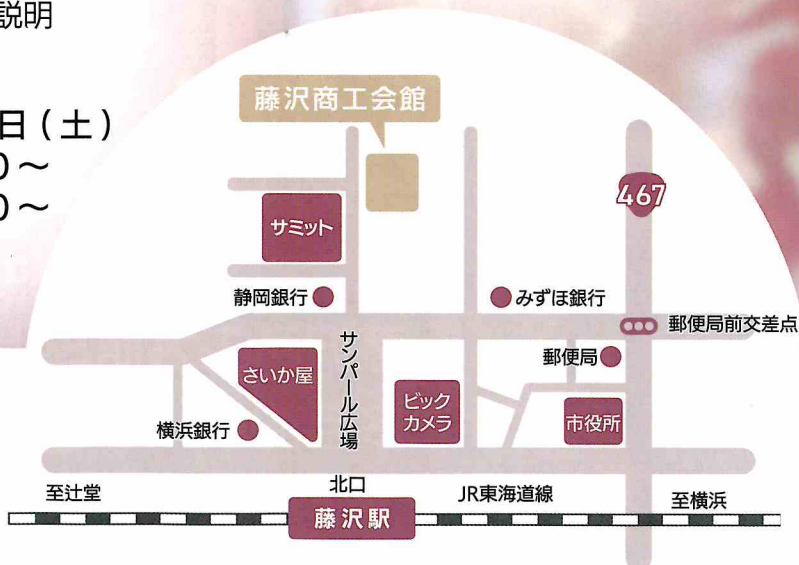 説明
日(土)
0～
0～
藤沢商工会館
467
サミット
静岡銀行
みずほ銀行
郵便局前交差点
サンパール広場
郵便局
さいか屋
ビック
カメラ
市役所
横浜銀行
至辻堂
北口
JR東海道線
至横浜
藤沢駅